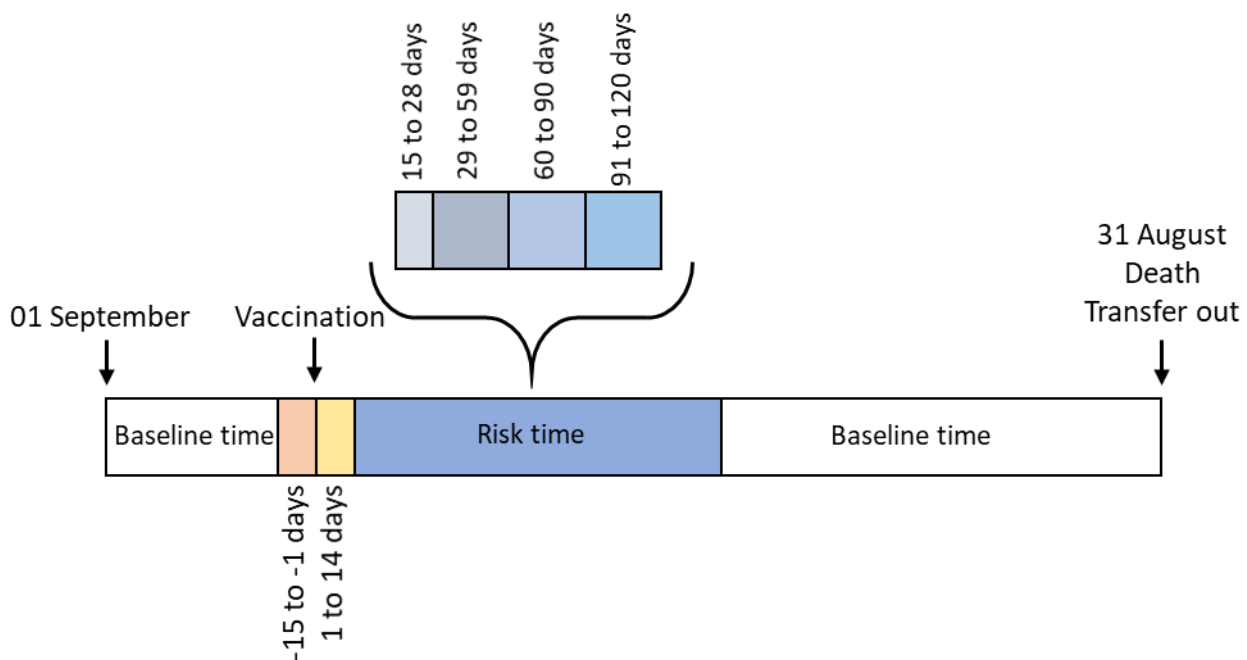 15 to 28 days
29 to 59 days
60 to 90 days
91 to 120 days
31 August
Death
Transfer out
01 September
Vaccination
Baseline time
Risk time
Baseline time
-15 to -1 days
1 to 14 days